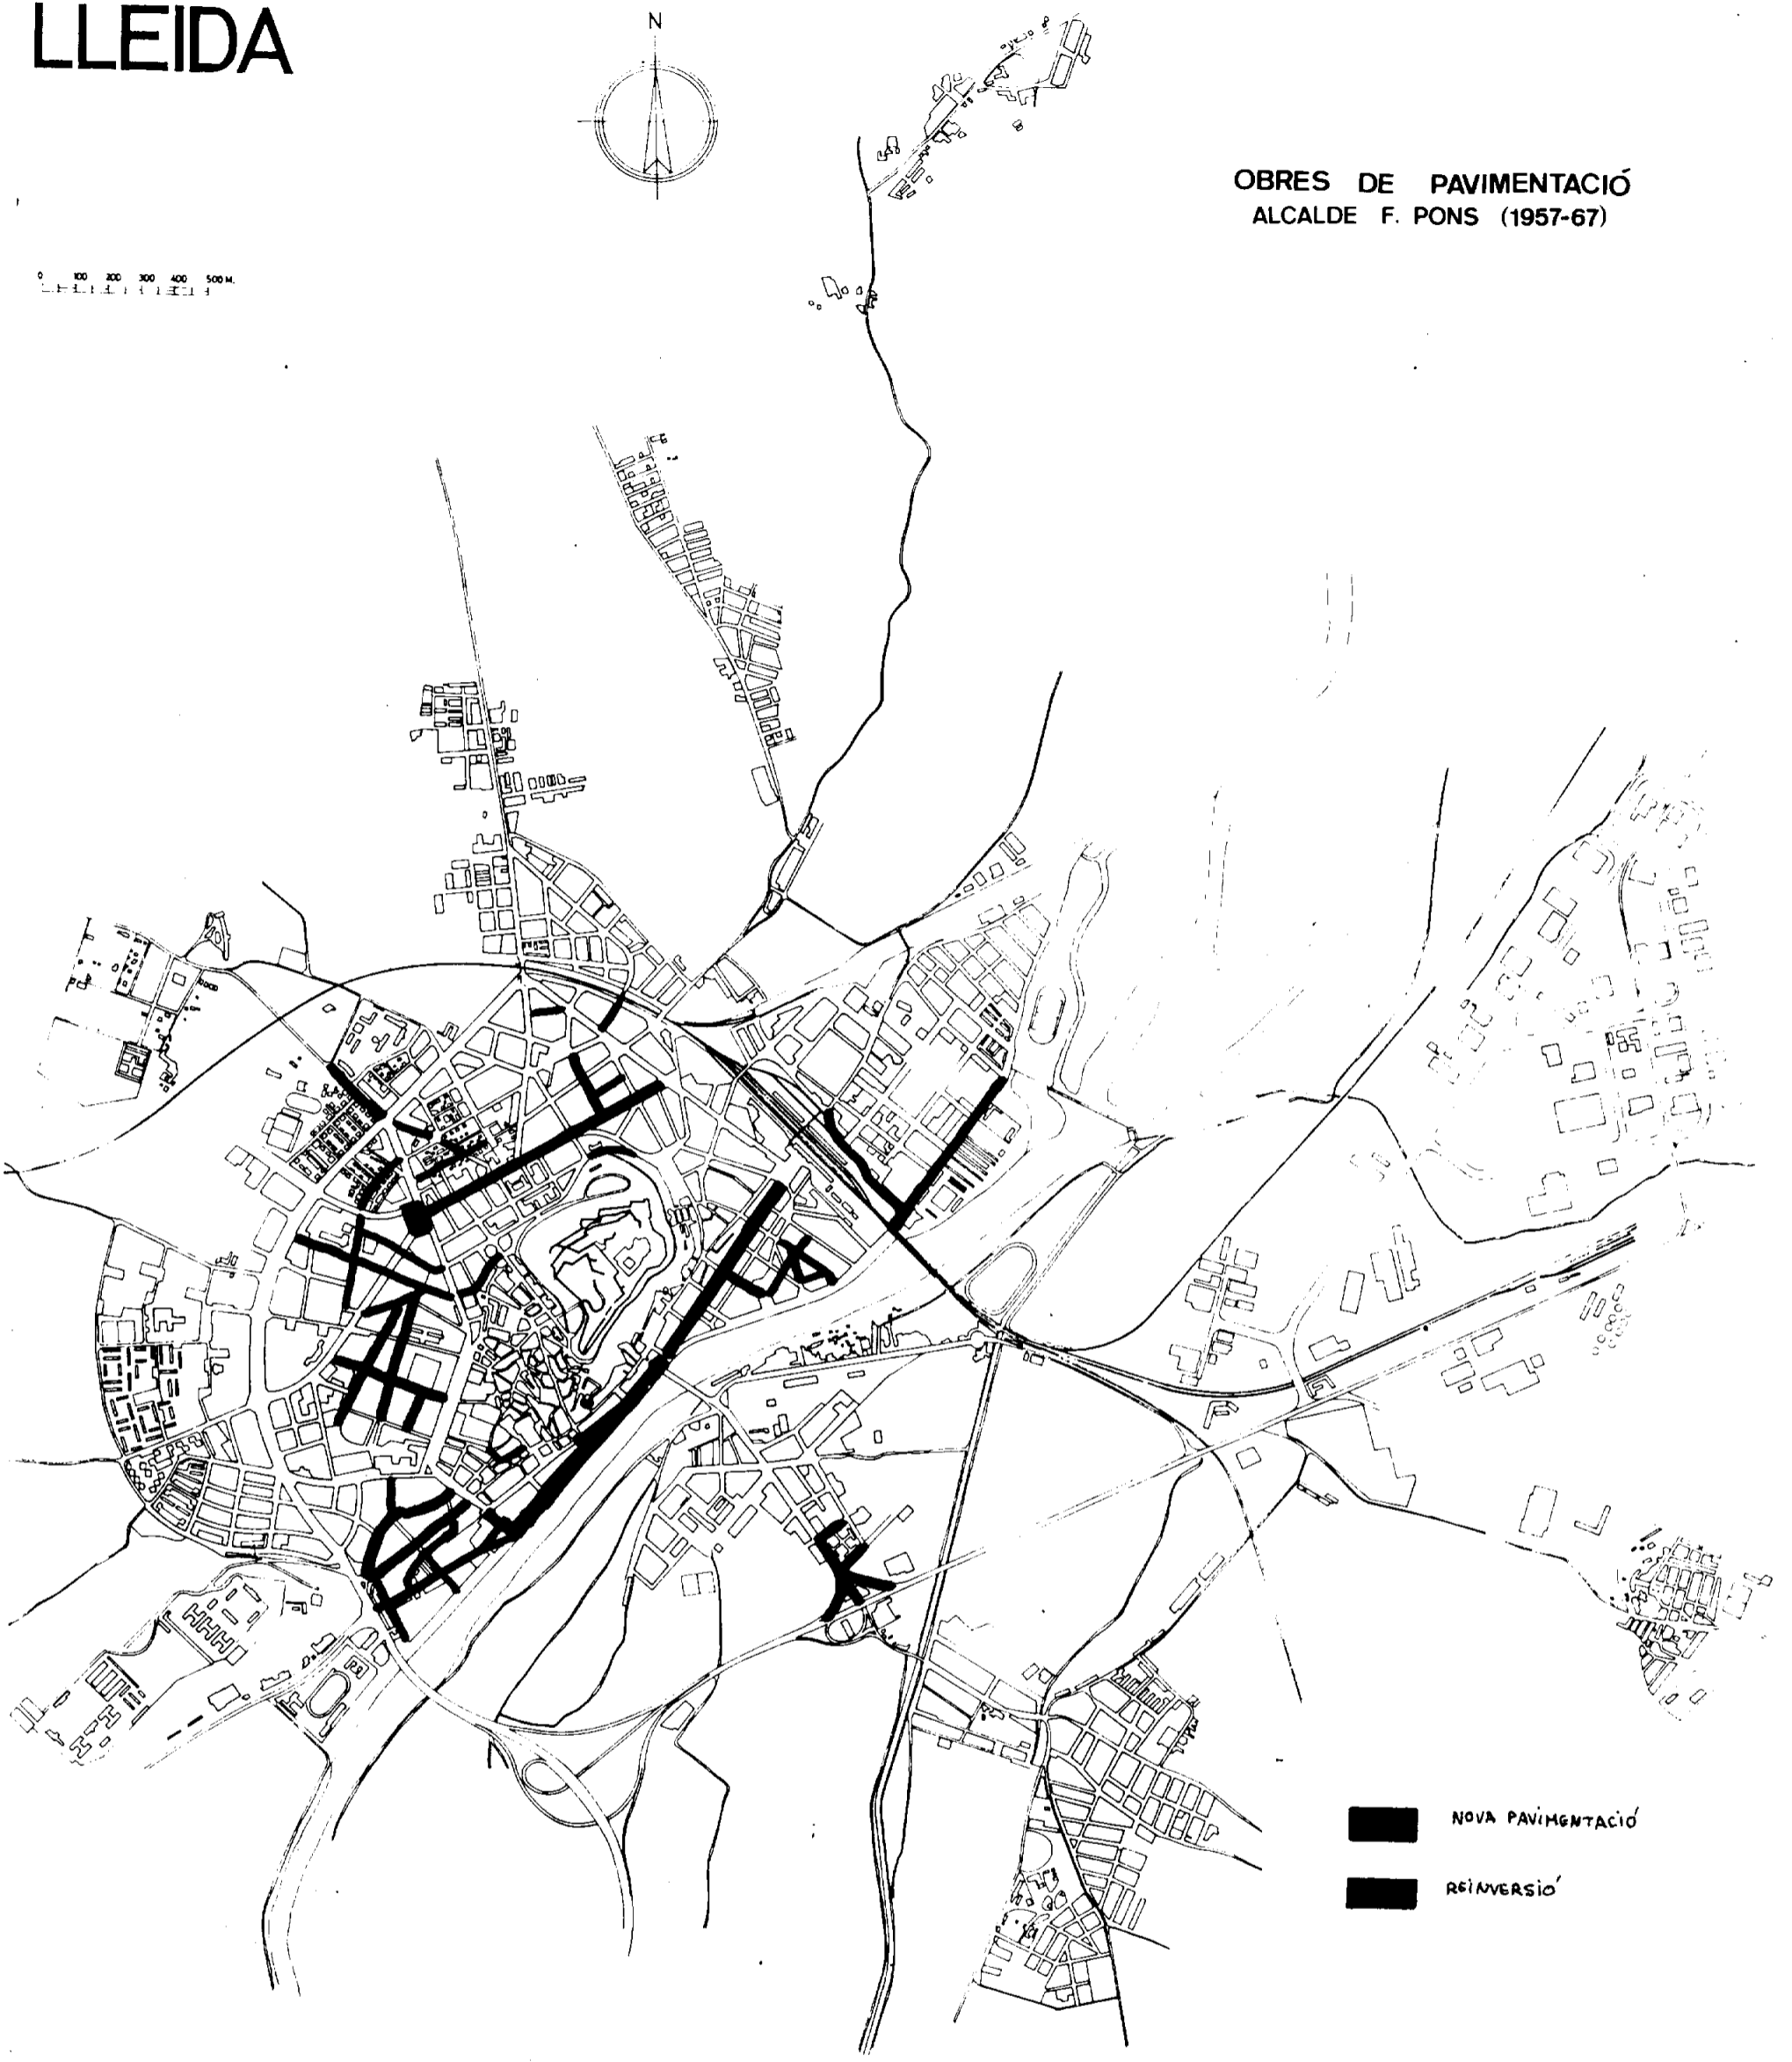 LLEIDA
N
OBRES DE PAVIMENTACIÓ
ALCALDE F. PONS (1957-67)
0 100 200 300 400 500 M.
NOVA PAVIMENTACIÓ
REINVERSIÓ